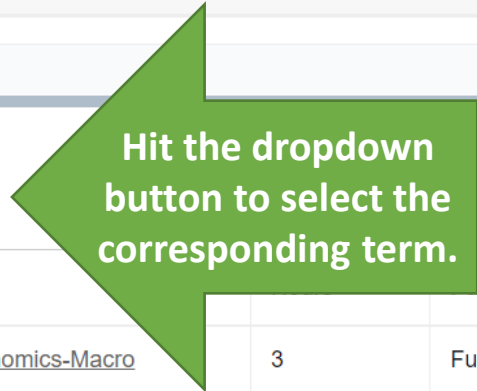 Hit the dropdown
button to select the
corresponding term.
omics-Macro 3 Fu